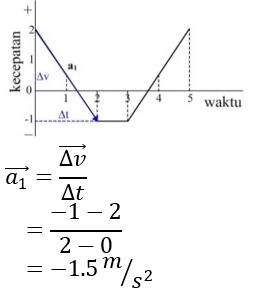 +
2
kecepatan
Δv
a₁
1
0
1 2 3 4 5
waktu
Δt
-1
-
a₁⃗ = Δv⃗ / Δt
= -1 - 2 / 2 - 0
= -1.5 m/s²